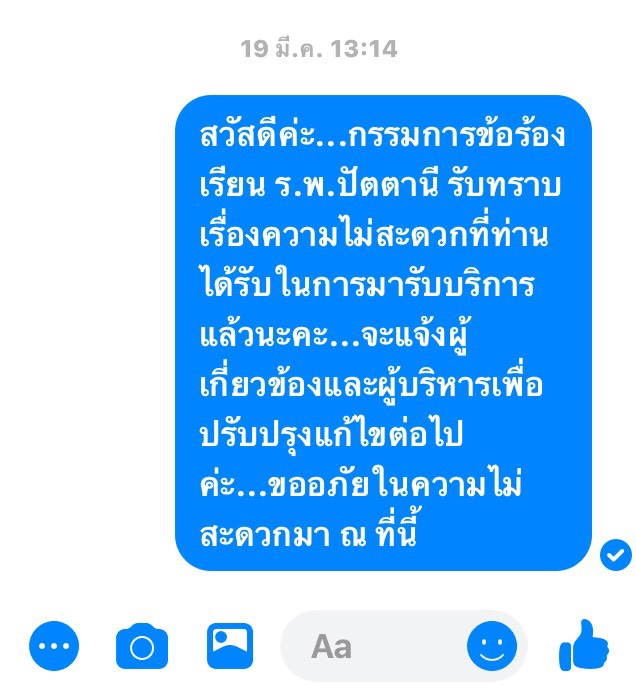 19 มี.ค. 13:14
สวัสดีค่ะ...กรรมการข้อร้อง
เรียน ร.พ.ปัตตานี รับทราบ
เรื่องความไม่สะดวกที่ท่าน
ได้รับในการมารับบริการ
แล้วนะคะ...จะแจ้งผู้
เกี่ยวข้องและผู้บริหารเพื่อ
ปรับปรุงแก้ไขต่อไป
ค่ะ...ขออภัยในความไม่
สะดวกมา ณ ที่นี้
Aa